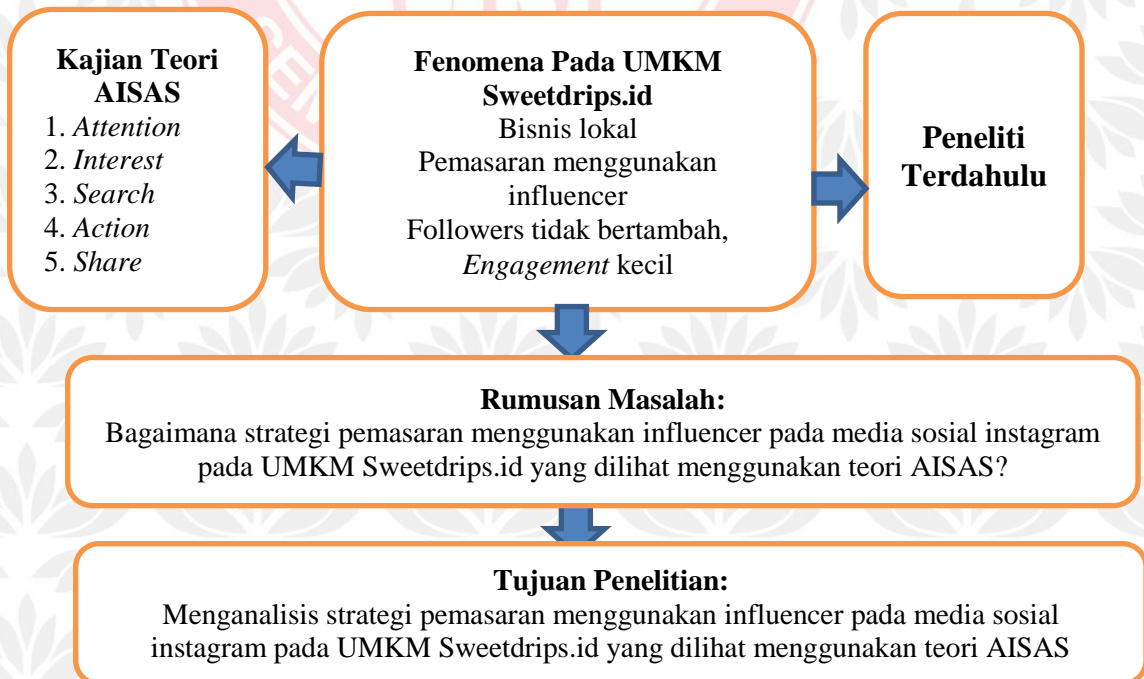 Kajian Teori
AISAS
1. Attention
2. Interest
3. Search
4. Action
5. Share
Fenomena Pada UMKM
Sweetdrips.id
Bisnis lokal
Pemasaran menggunakan
influencer
Followers tidak bertambah,
Engagement kecil
Peneliti
Terdahulu
Rumusan Masalah:
Bagaimana strategi pemasaran menggunakan influencer pada media sosial instagram
pada UMKM Sweetdrips.id yang dilihat menggunakan teori AISAS?
Tujuan Penelitian:
Menganalisis strategi pemasaran menggunakan influencer pada media sosial
instagram pada UMKM Sweetdrips.id yang dilihat menggunakan teori AISAS